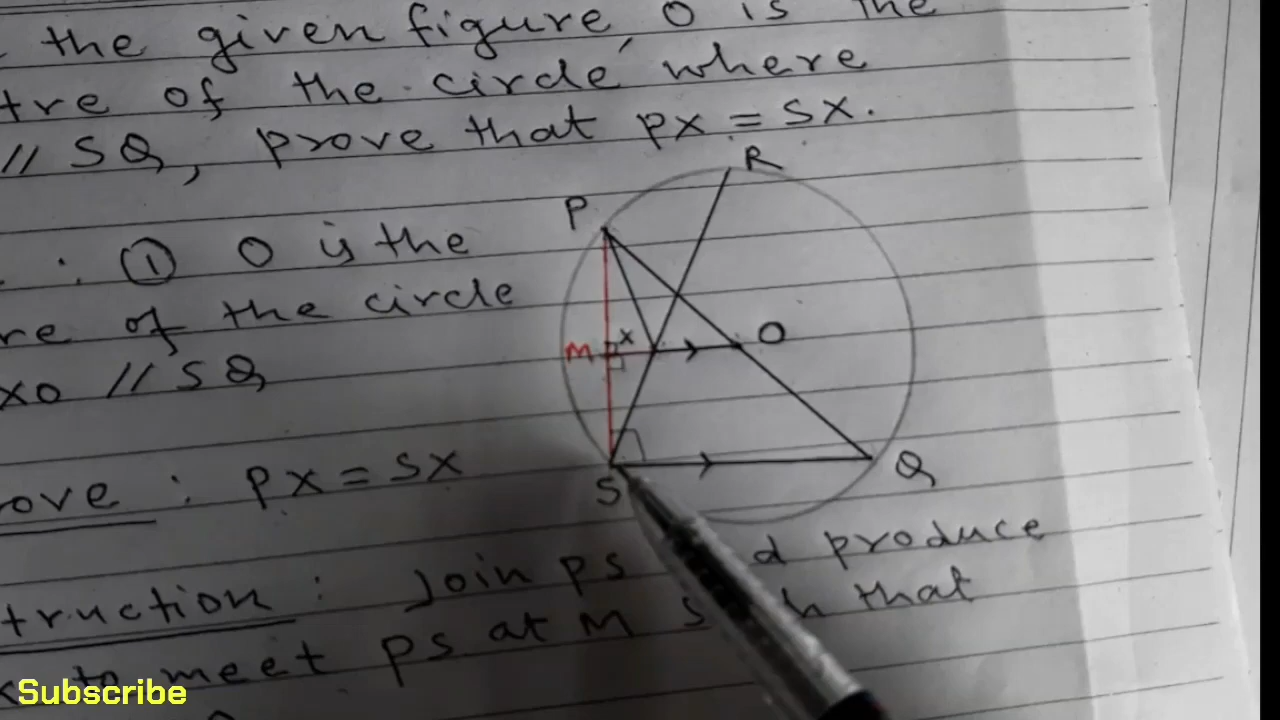 the given figure, O is the
tre of the circle where
// SQ, prove that PX = SX.
R
P
: ① O is the
re of the circle
x
O
M
XO // SQ
Q
ove : PX = SX
S
truction : Join PS d produce
to meet PS at M h that
Subscribe